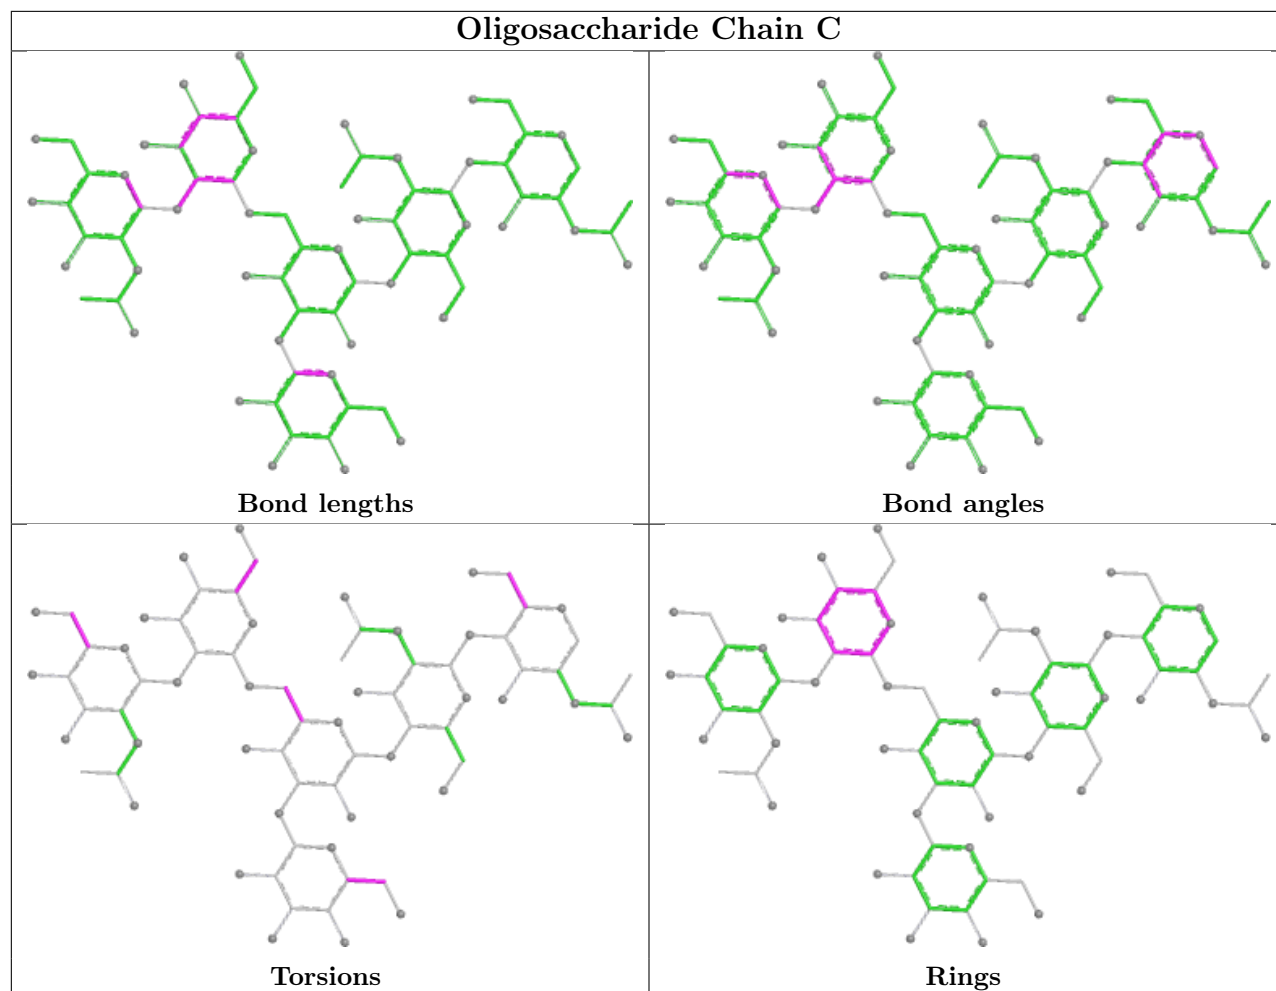 Oligosaccharide Chain C
Bond lengths
Bond angles
Torsions
Rings